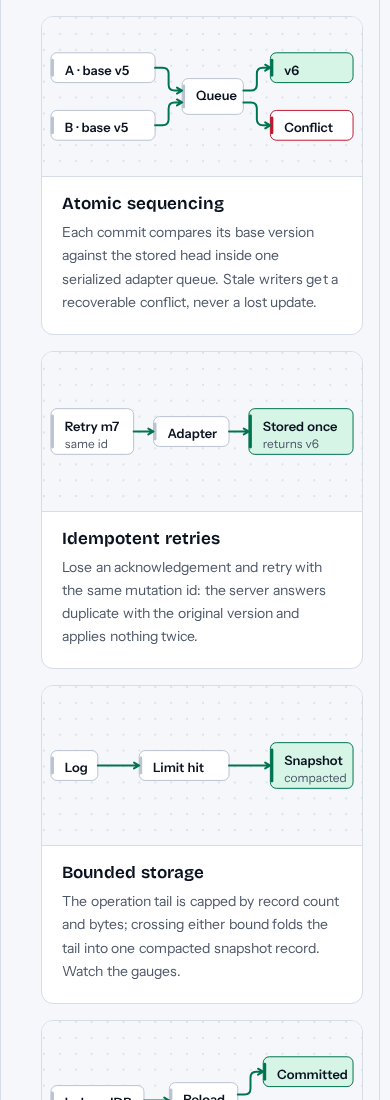 A · base v5
B · base v5
Queue
v6
Conflict
Atomic sequencing
Each commit compares its base version
against the stored head inside one
serialized adapter queue. Stale writers get a
recoverable conflict, never a lost update.
Retry m7
same id
Adapter
Stored once
returns v6
Idempotent retries
Lose an acknowledgement and retry with
the same mutation id: the server answers
duplicate with the original version and
applies nothing twice.
Log
Limit hit
Snapshot
compacted
Bounded storage
The operation tail is capped by record count
and bytes; crossing either bound folds the
tail into one compacted snapshot record.
Watch the gauges.
Committed
Reload